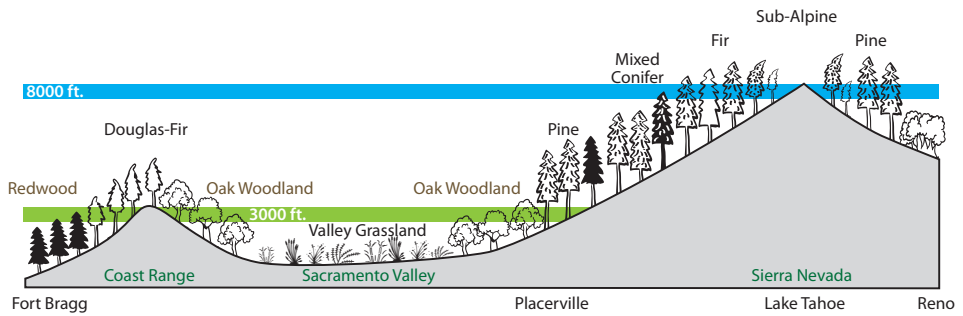 Sub-Alpine
Fir
Pine
Mixed
Conifer
8000 ft.
Douglas-Fir
Pine
Redwood
Oak Woodland
Oak Woodland
3000 ft.
Valley Grassland
Coast Range
Sacramento Valley
Sierra Nevada
Fort Bragg
Placerville
Lake Tahoe
Reno